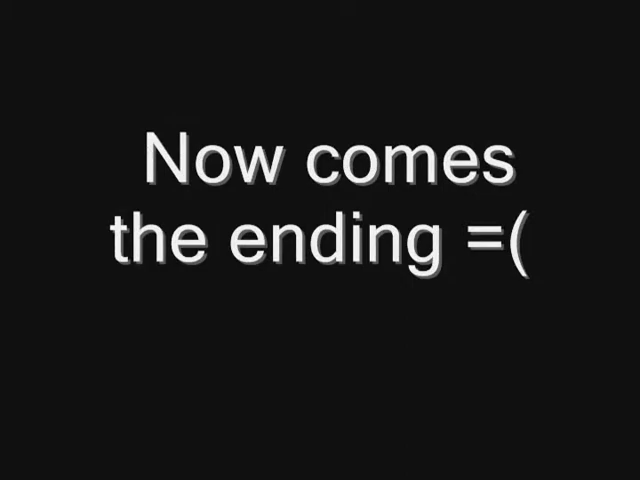 Now comes
the ending =(